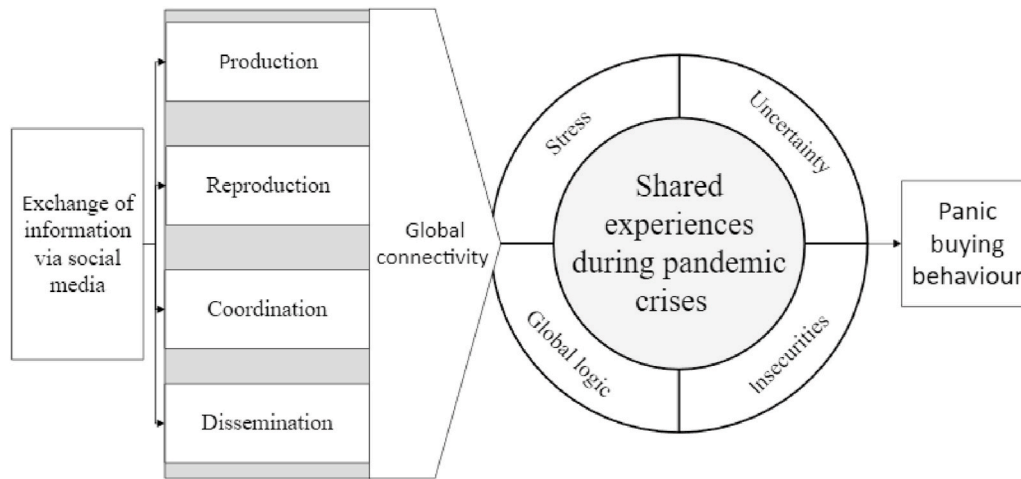 Exchange of
information
via social
media
Production
Reproduction
Coordination
Dissemination
Global
connectivity
Stress
Uncertainty
Global logic
Insecurities
Shared
experiences
during pandemic
crises
Panic
buying
behaviour